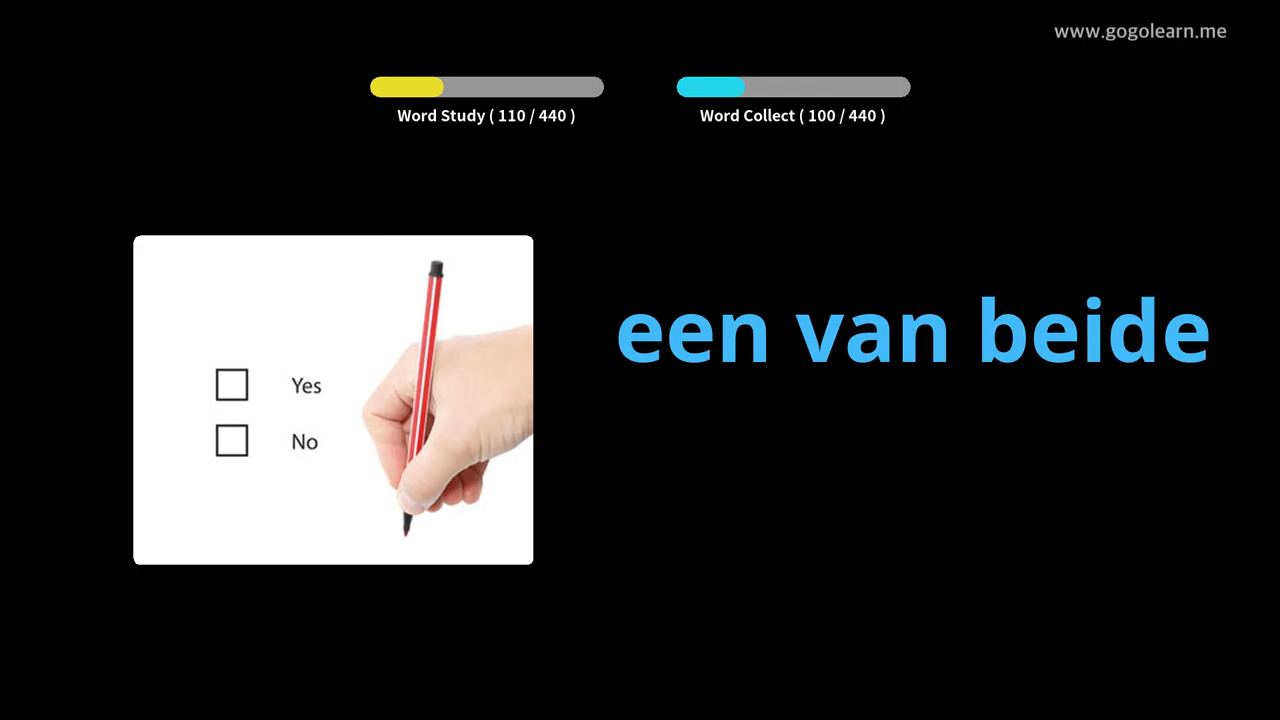 www.gogolearn.me
Word Study ( 110 / 440 )
Word Collect ( 100 / 440 )
een van beide
Yes
No